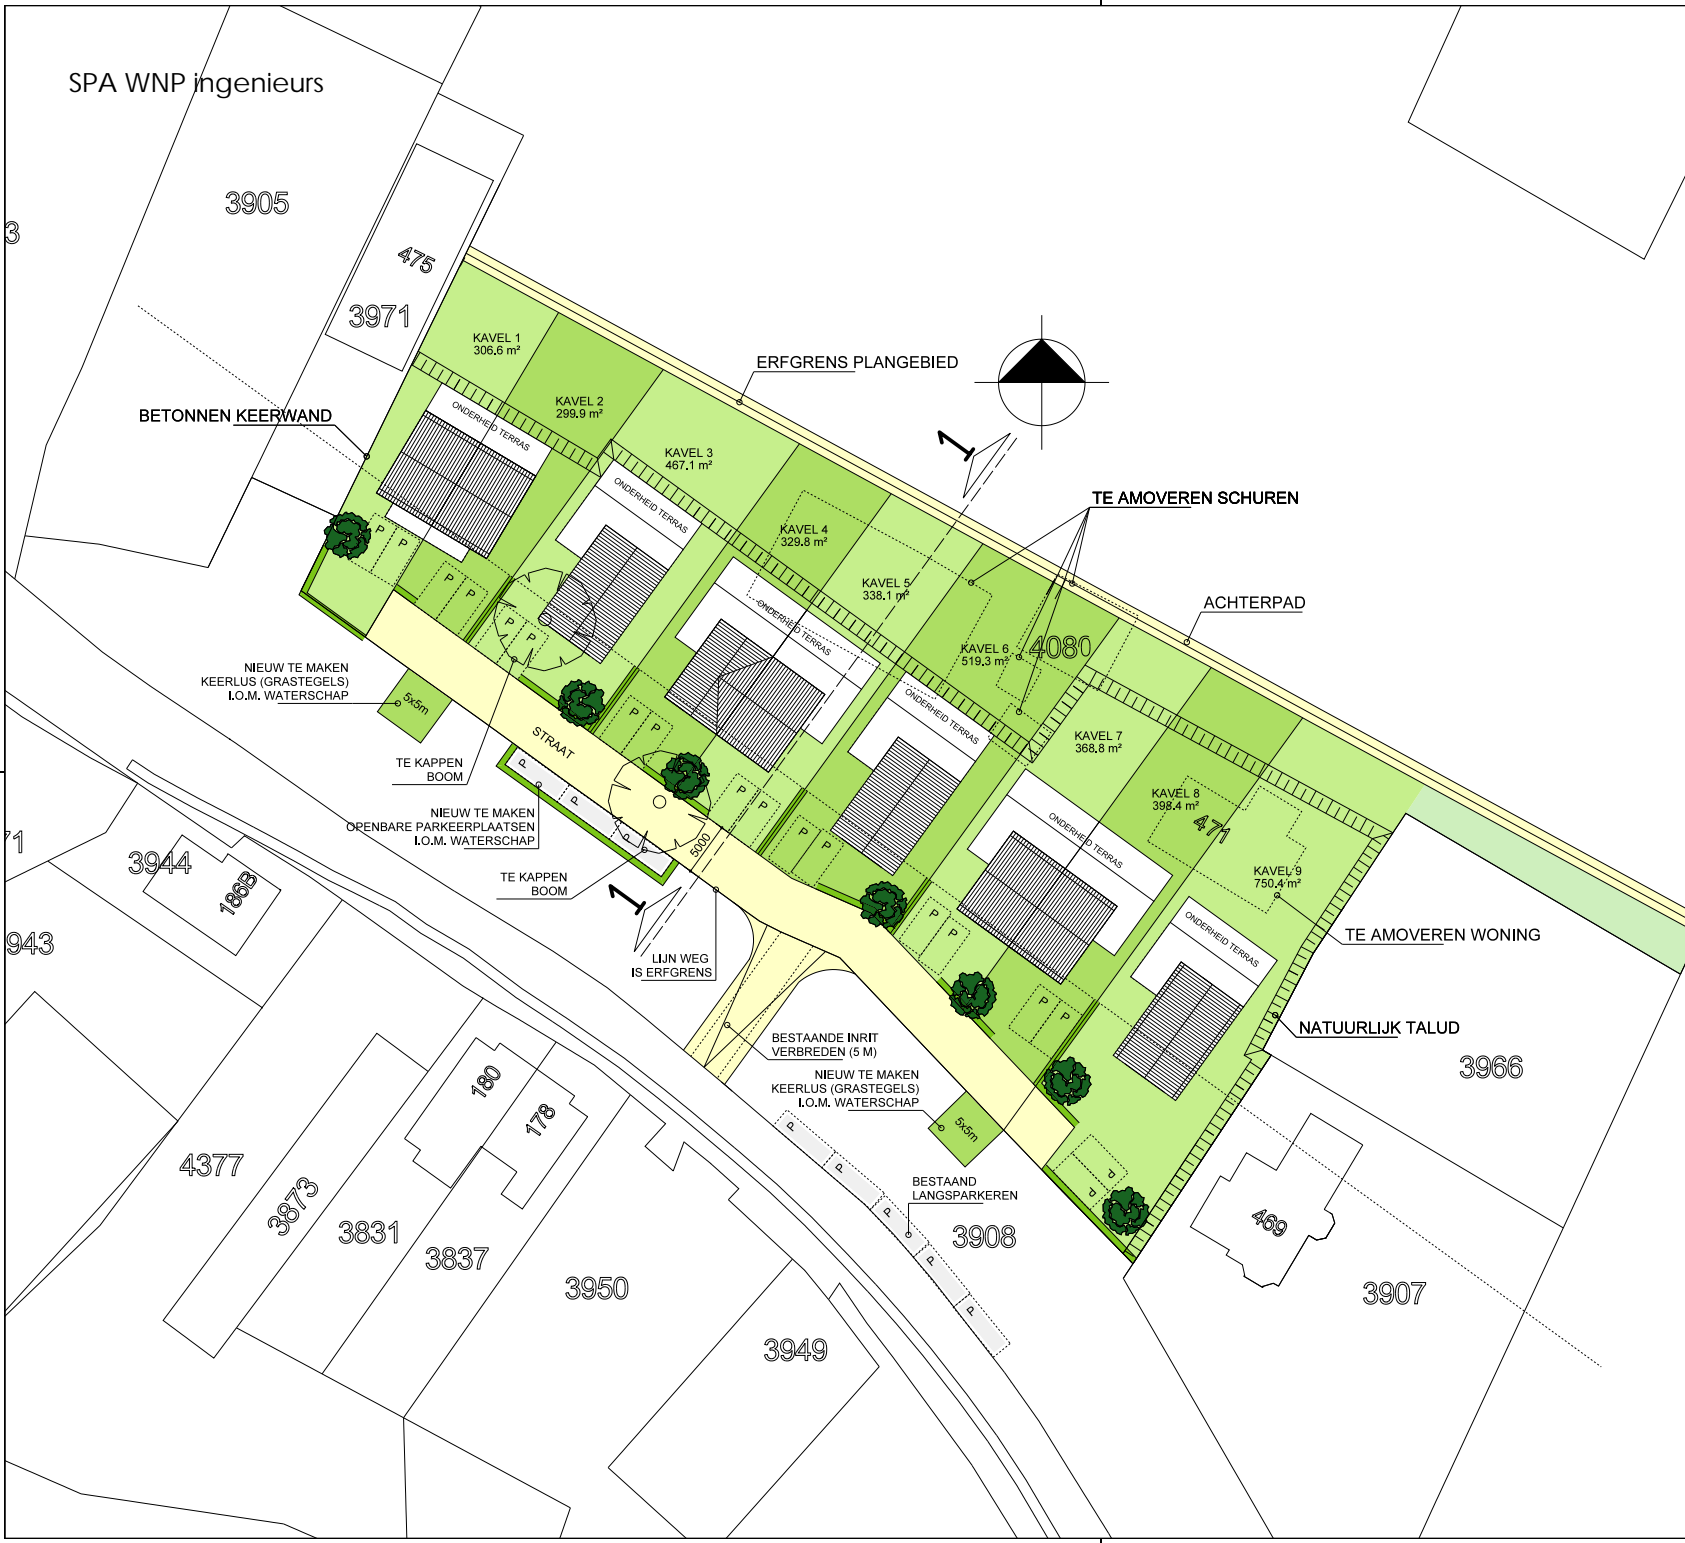 SPA WNP ingenieurs
3905
3
475
3971
KAVEL 1
306.6 m²
ERFGRENS PLANGEBIED
BETONNEN KEERWAND
ONDERHEID TERRAS
KAVEL 2
299.9 m²
KAVEL 3
467.1 m²
1
ONDERHEID TERRAS
TE AMOVEREN SCHUREN
KAVEL 4
329.8 m²
P
P
KAVEL 5
338.1 m²
P
P
ONDERHEID TERRAS
ACHTERPAD
P
P
KAVEL 6
519.3 m²
4080
NIEUW TE MAKEN
KEERLUS (GRASTEGELS)
I.O.M. WATERSCHAP
5x5m
ONDERHEID TERRAS
P
P
STRAAT
KAVEL 7
368.8 m²
TE KAPPEN
BOOM
P
P
P
P
KAVEL 8
398.4 m²
471
NIEUW TE MAKEN
OPENBARE PARKEERPLAATSEN
I.O.M. WATERSCHAP
P
5000
P
P
ONDERHEID TERRAS
71
3944
186B
TE KAPPEN
BOOM
1
KAVEL 9
750.4 m²
P
P
ONDERHEID TERRAS
TE AMOVEREN WONING
943
LIJN WEG
IS ERFGRENS
P
P
NATUURLIJK TALUD
BESTAANDE INRIT
VERBREDEN (5 M)
3966
NIEUW TE MAKEN
KEERLUS (GRASTEGELS)
I.O.M. WATERSCHAP
5x5m
180
178
P
P
4377
P
P
3873
BESTAAND
LANGSPARKEREN
P
469
3831
3908
3837
P
3950
P
3907
3949